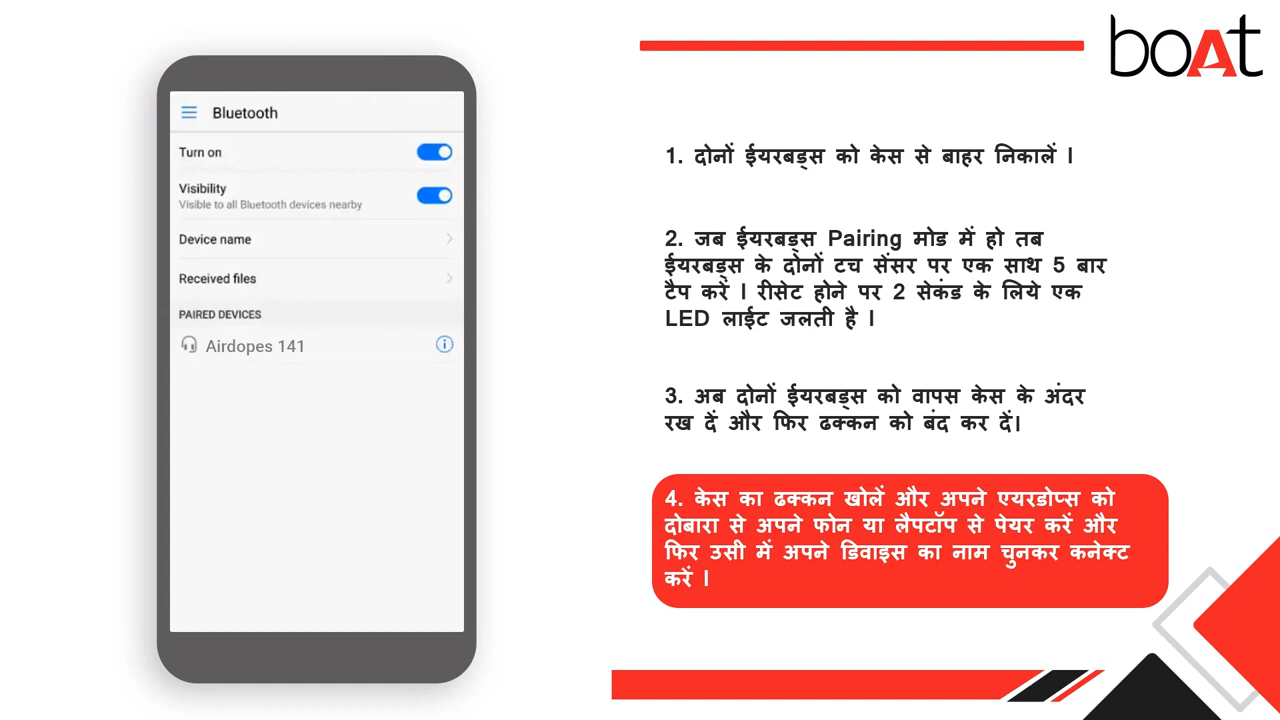 boAt
Bluetooth
Turn on
Visibility
Visible to all Bluetooth devices nearby
Device name
Received files
PAIRED DEVICES
Airdopes 141
1. दोनों ईयरबड्स को केस से बाहर निकालें l
2. जब ईयरबड्स Pairing मोड में हो तब
ईयरबड्स के दोनों टच सेंसर पर एक साथ 5 बार
टैप करें l रीसेट होने पर 2 सेकंड के लिये एक
LED लाईट जलती है l
3. अब दोनों ईयरबड्स को वापस केस के अंदर
रख दें और फिर ढक्कन को बंद कर दें।
4. केस का ढक्कन खोलें और अपने एयरडोप्स को
दोबारा से अपने फोन या लैपटॉप से पेयर करें और
फिर उसी में अपने डिवाइस का नाम चुनकर कनेक्ट
करें l